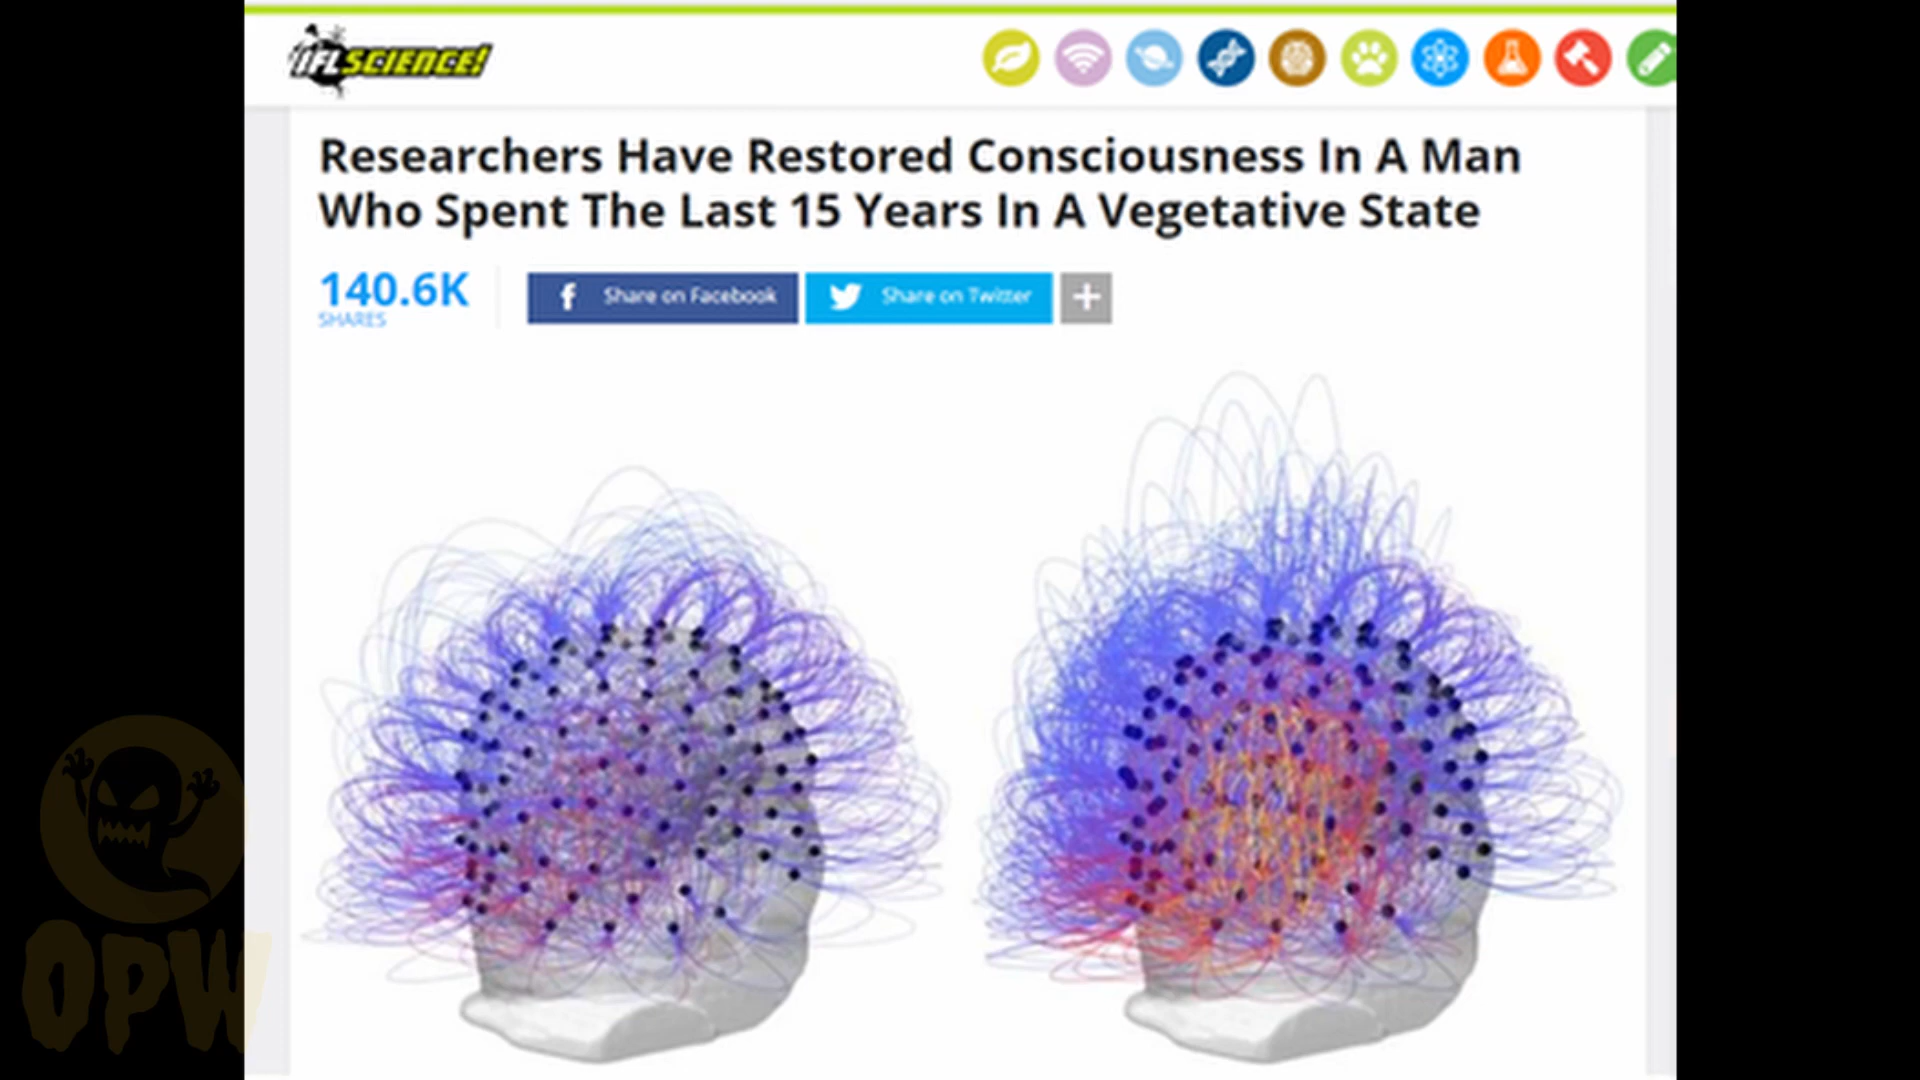 IFLSCIENCE!
Researchers Have Restored Consciousness In A Man
Who Spent The Last 15 Years In A Vegetative State
140.6K
SHARES
f Share on Facebook
Share on Twitter
+
OPW